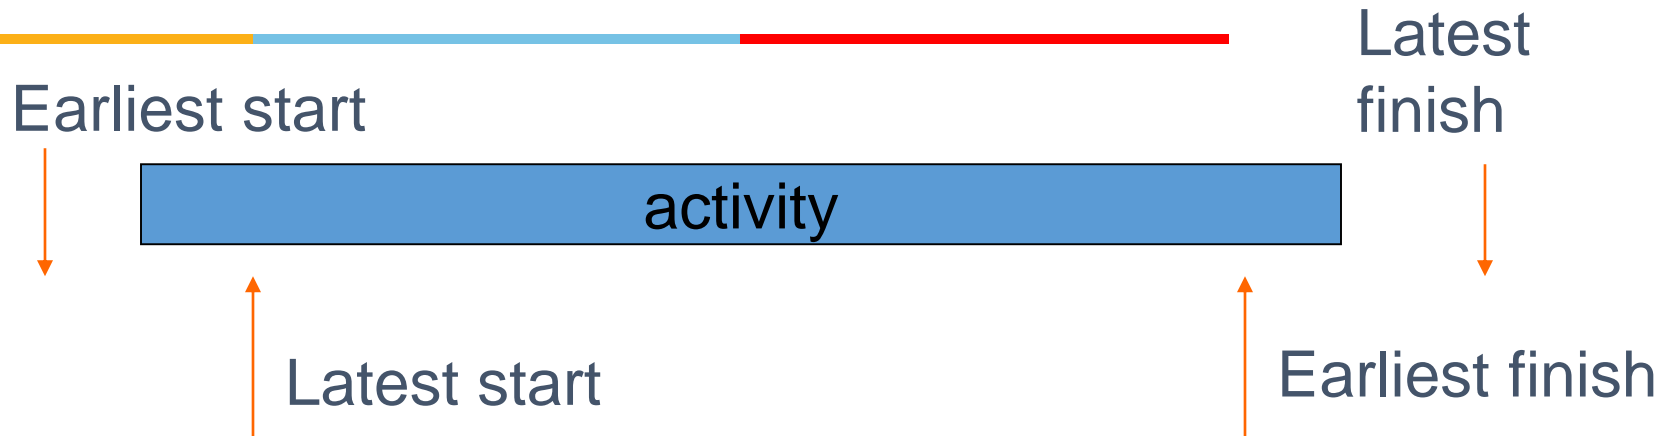 Latest
finish
Earliest start
activity
Latest start
Earliest finish